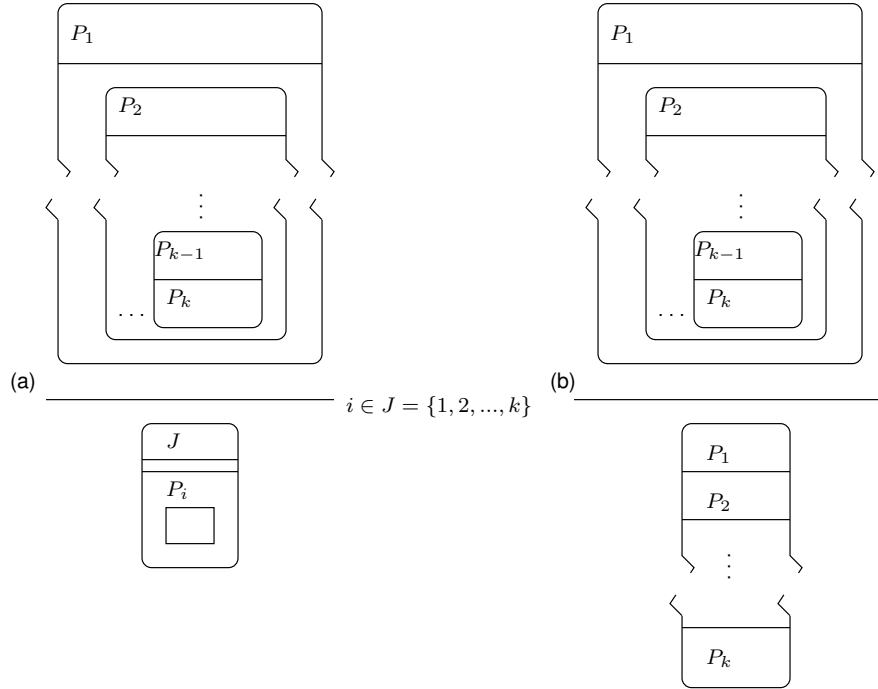 P₁
P₂
⋮
Pₖ₋₁
Pₖ
...
(a)
i ∈ J = {1, 2, ..., k}
J
Pᵢ
P₁
P₂
⋮
Pₖ₋₁
Pₖ
...
(b)
P₁
P₂
⋮
Pₖ